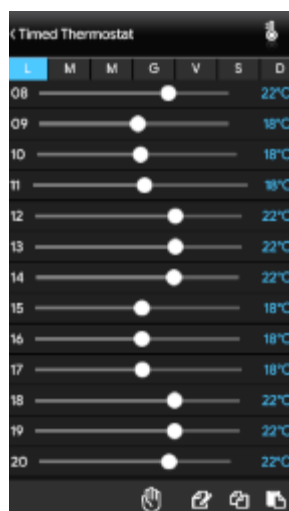 < Timed Thermostat
L M M G V S D
08 22°C
09 18°C
10 18°C
11 18°C
12 22°C
13 22°C
14 22°C
15 18°C
16 18°C
17 18°C
18 22°C
19 22°C
20 22°C